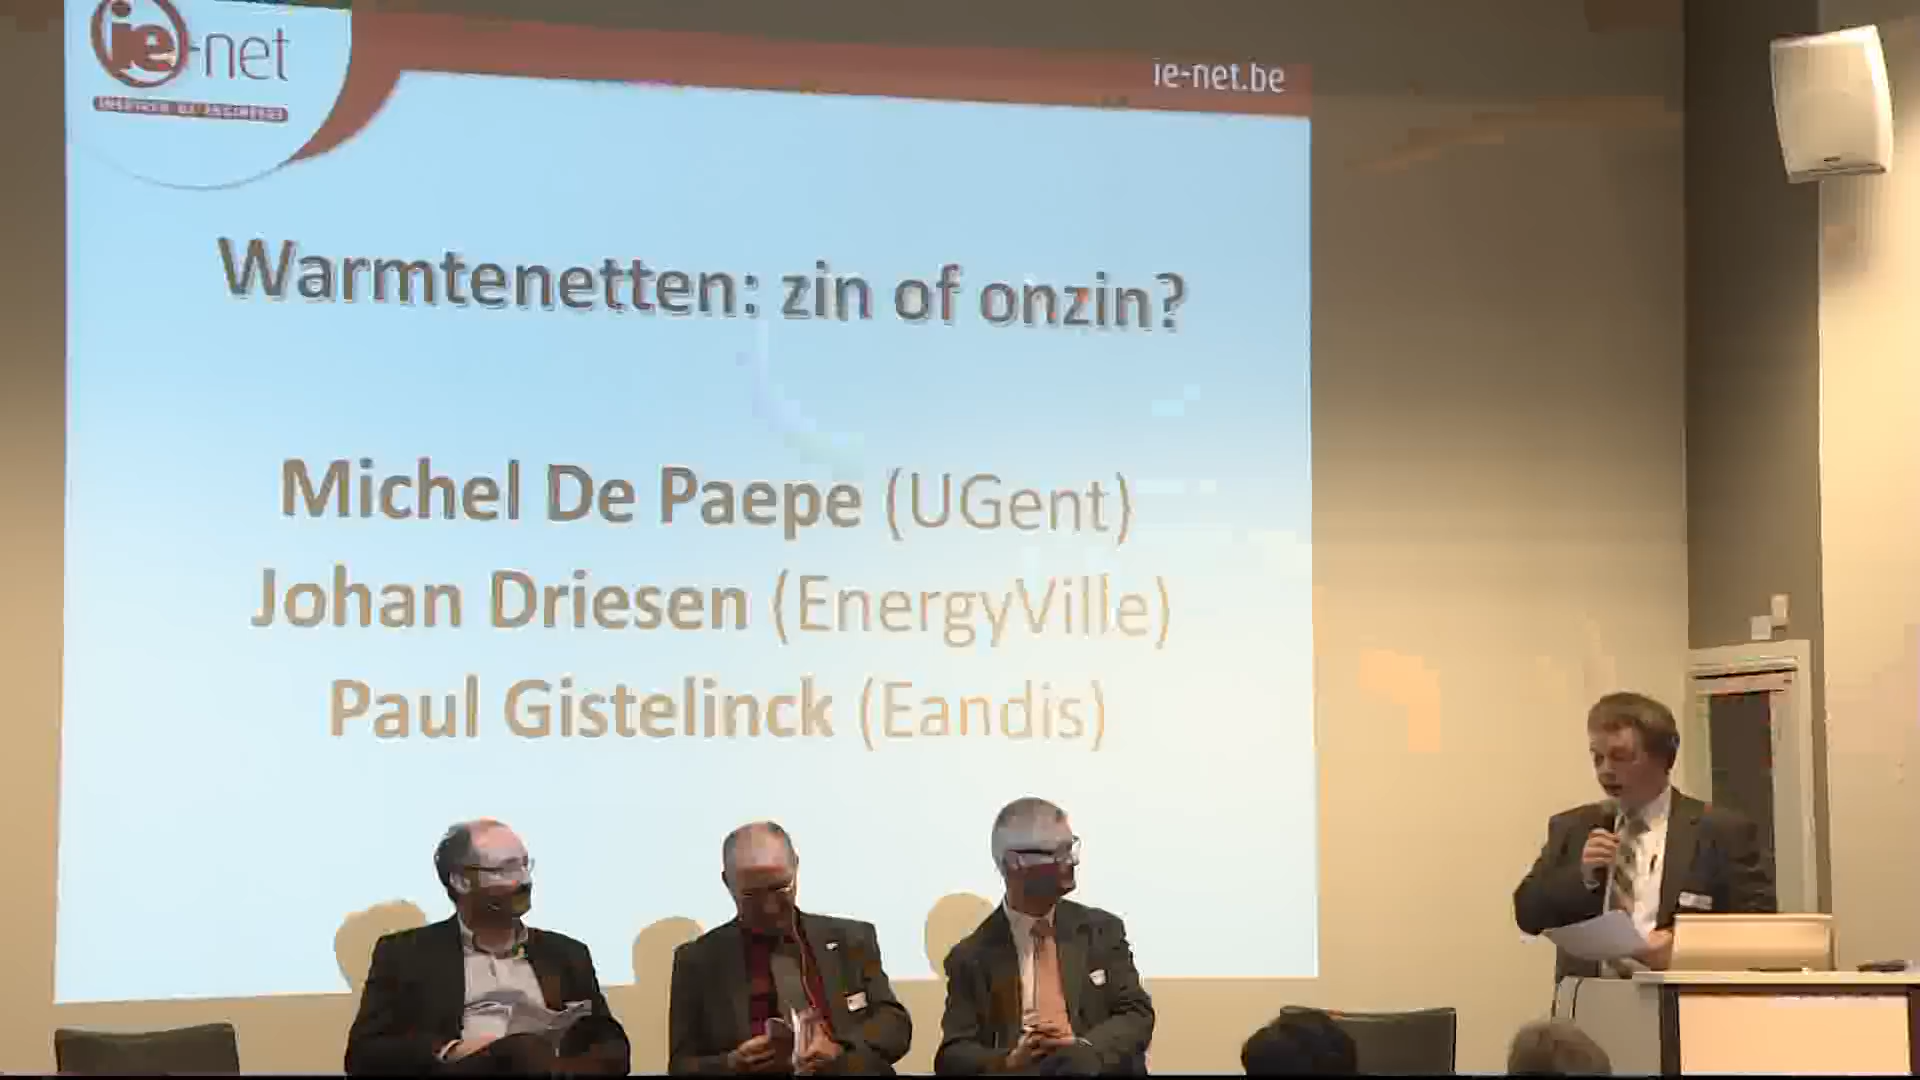 ie-net
ie-net.be
Warmtenetten: zin of onzin?
Michel De Paepe (UGent)
Johan Driesen (EnergyVille)
Paul Gistelinck (Eandis)